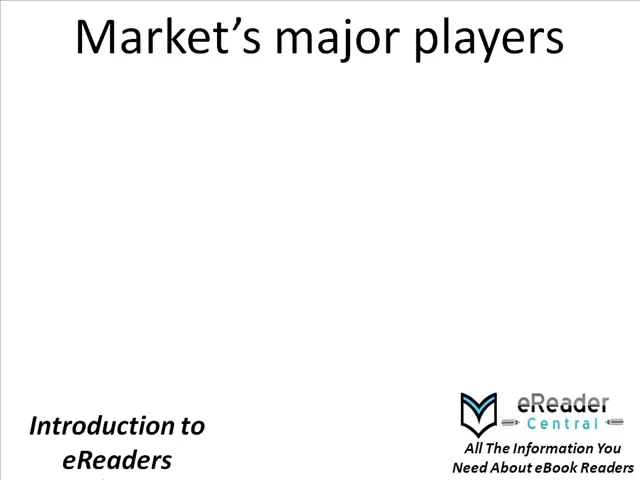 Market's major players
Introduction to
eReaders
eReader
Central
All The Information You
Need About eBook Readers